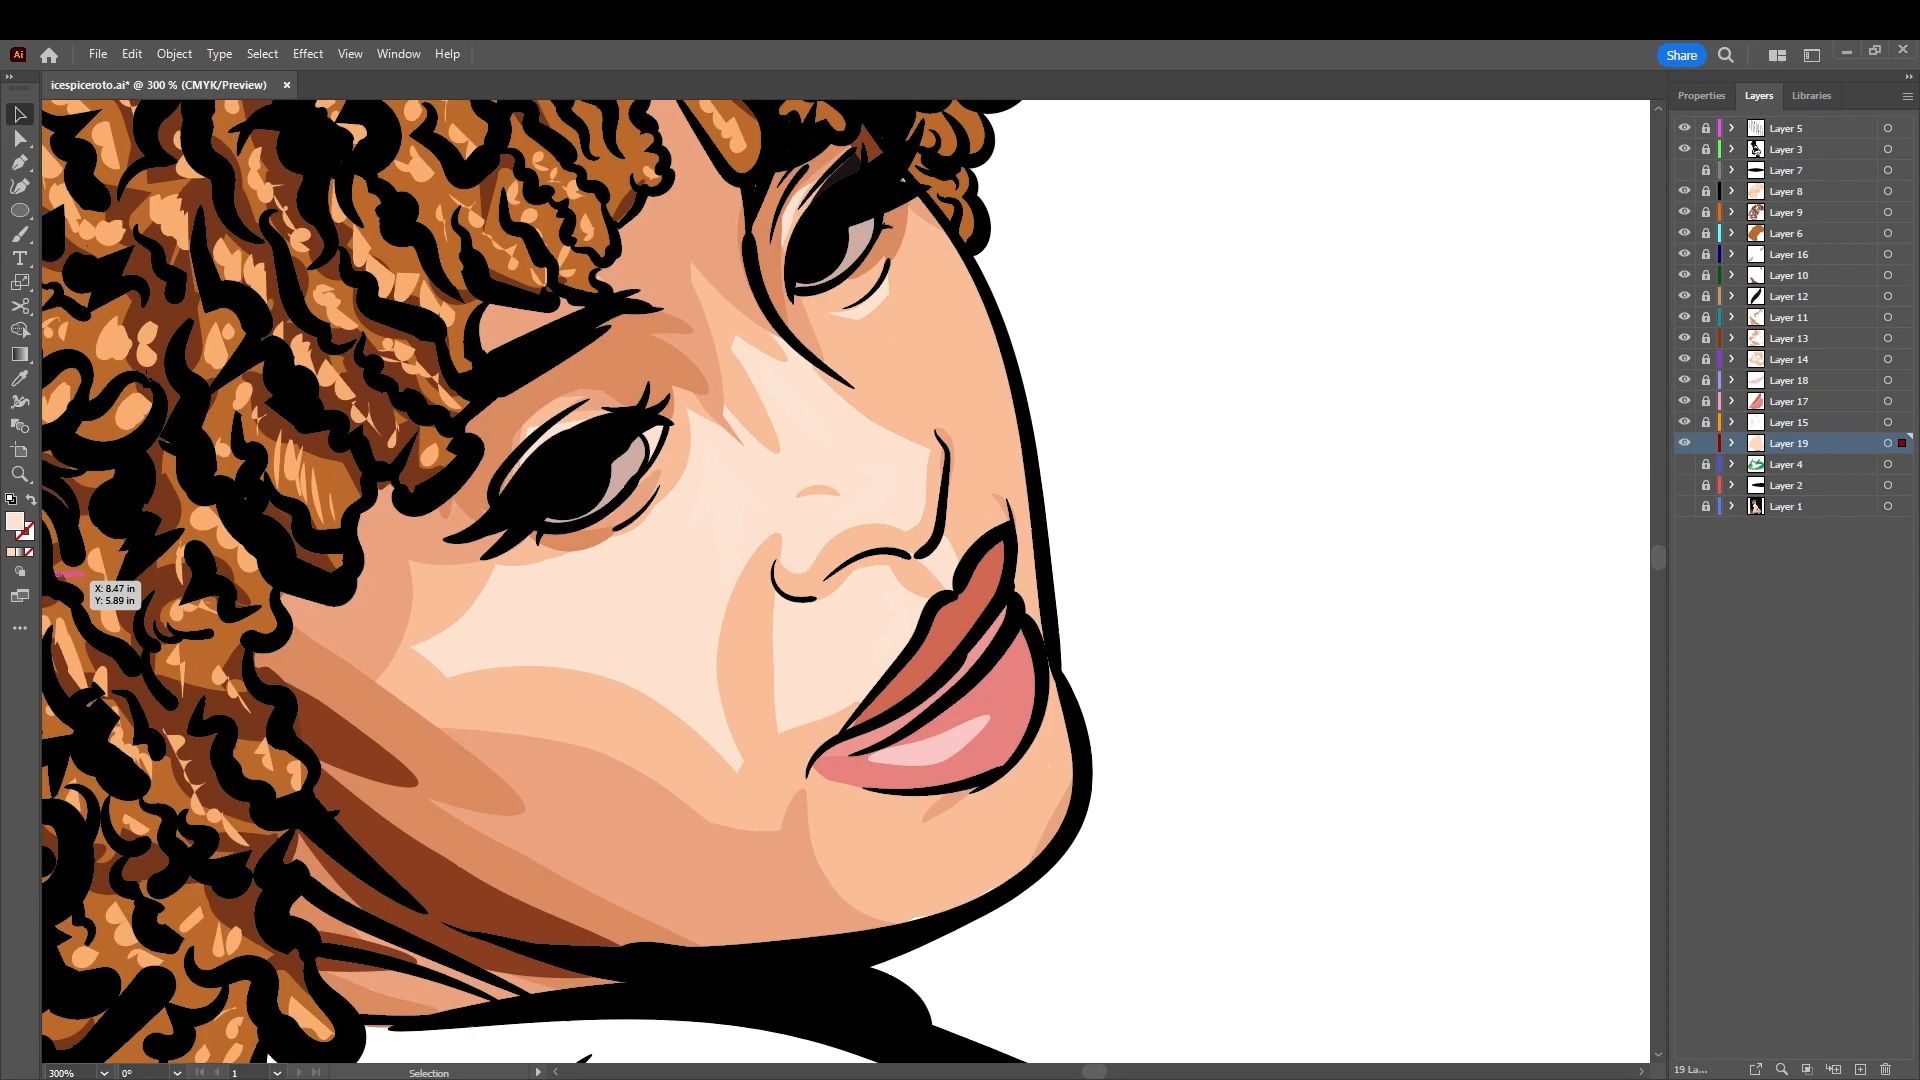 Ai
File Edit Object Type Select Effect View Window Help
Share
icespiceroto.ai* @ 300 % (CMYK/Preview)
Properties Layers Libraries
Layer 5
Layer 3
Layer 7
Layer 8
Layer 9
Layer 6
Layer 16
Layer 10
Layer 12
Layer 11
Layer 13
Layer 14
Layer 18
Layer 17
Layer 15
Layer 19
Layer 4
Layer 2
Layer 1
X: 8.47 in
Y: 5.89 in
300% 0° 1 Selection
19 La...